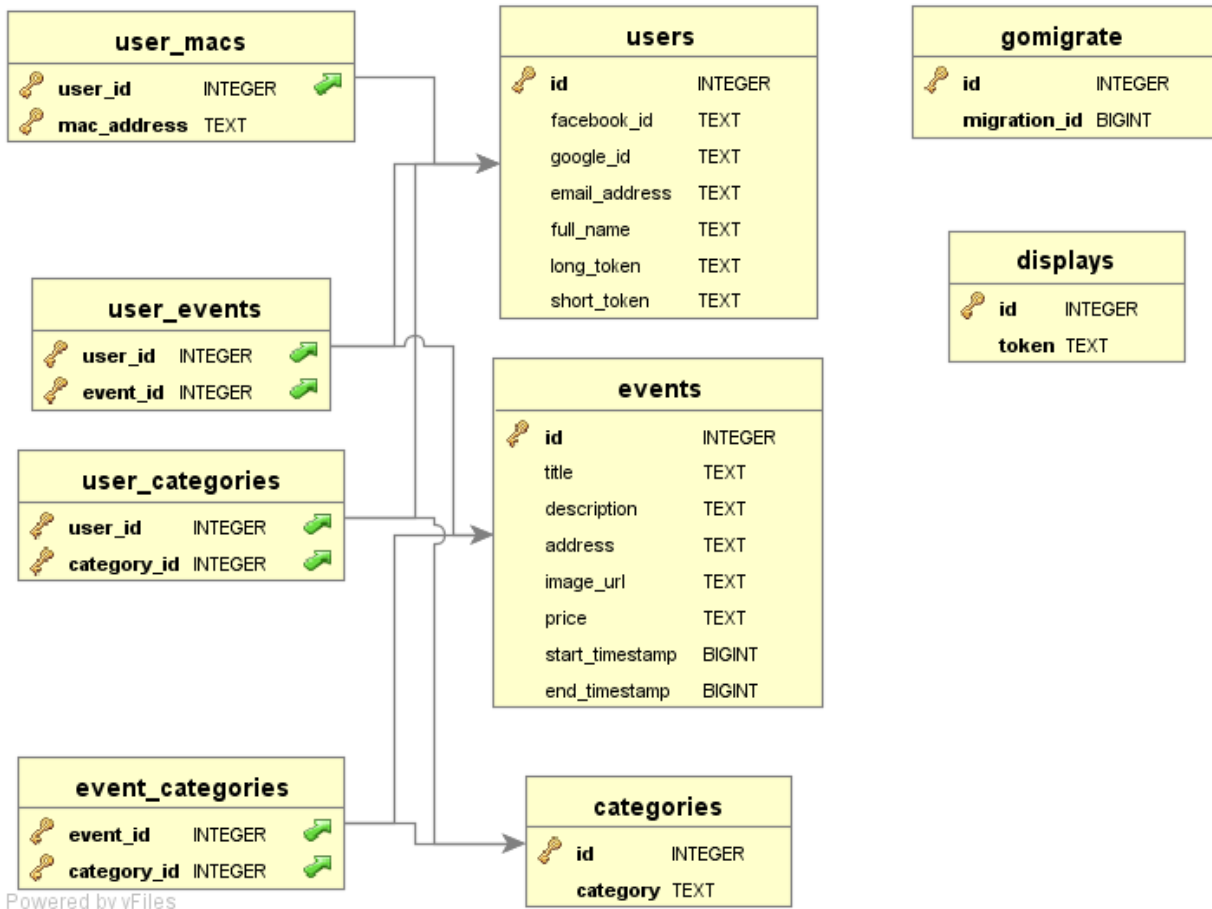 user_macs
user_id INTEGER
mac_address TEXT
users
id INTEGER
facebook_id TEXT
google_id TEXT
email_address TEXT
full_name TEXT
long_token TEXT
short_token TEXT
gomigrate
id INTEGER
migration_id BIGINT
displays
id INTEGER
token TEXT
user_events
user_id INTEGER
event_id INTEGER
events
id INTEGER
title TEXT
description TEXT
address TEXT
image_url TEXT
price TEXT
start_timestamp BIGINT
end_timestamp BIGINT
user_categories
user_id INTEGER
category_id INTEGER
event_categories
event_id INTEGER
category_id INTEGER
categories
id INTEGER
category TEXT
Powered by yFiles